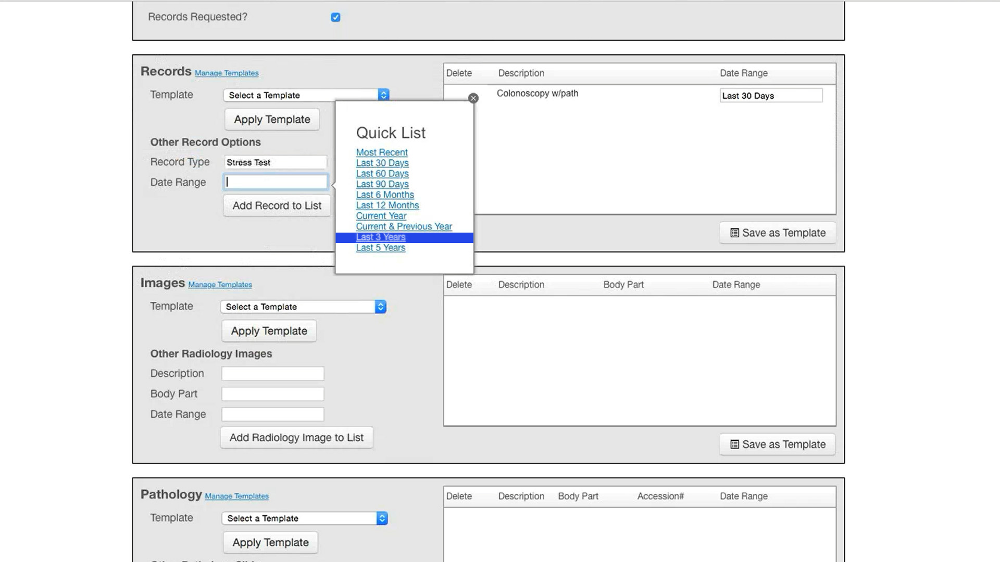 Records Requested?
Records Manage Templates
Template Select a Template
Apply Template
Other Record Options
Record Type Stress Test
Date Range
Add Record to List
Quick List
Most Recent
Last 30 Days
Last 60 Days
Last 90 Days
Last 6 Months
Last 12 Months
Current Year
Current & Previous Year
Last 3 Years
Last 5 Years
Delete Description Date Range
Colonoscopy w/path Last 30 Days
Save as Template
Images Manage Templates
Template Select a Template
Apply Template
Other Radiology Images
Description
Body Part
Date Range
Add Radiology Image to List
Delete Description Body Part Date Range
Save as Template
Pathology Manage Templates
Template Select a Template
Apply Template
Delete Description Body Part Accession# Date Range